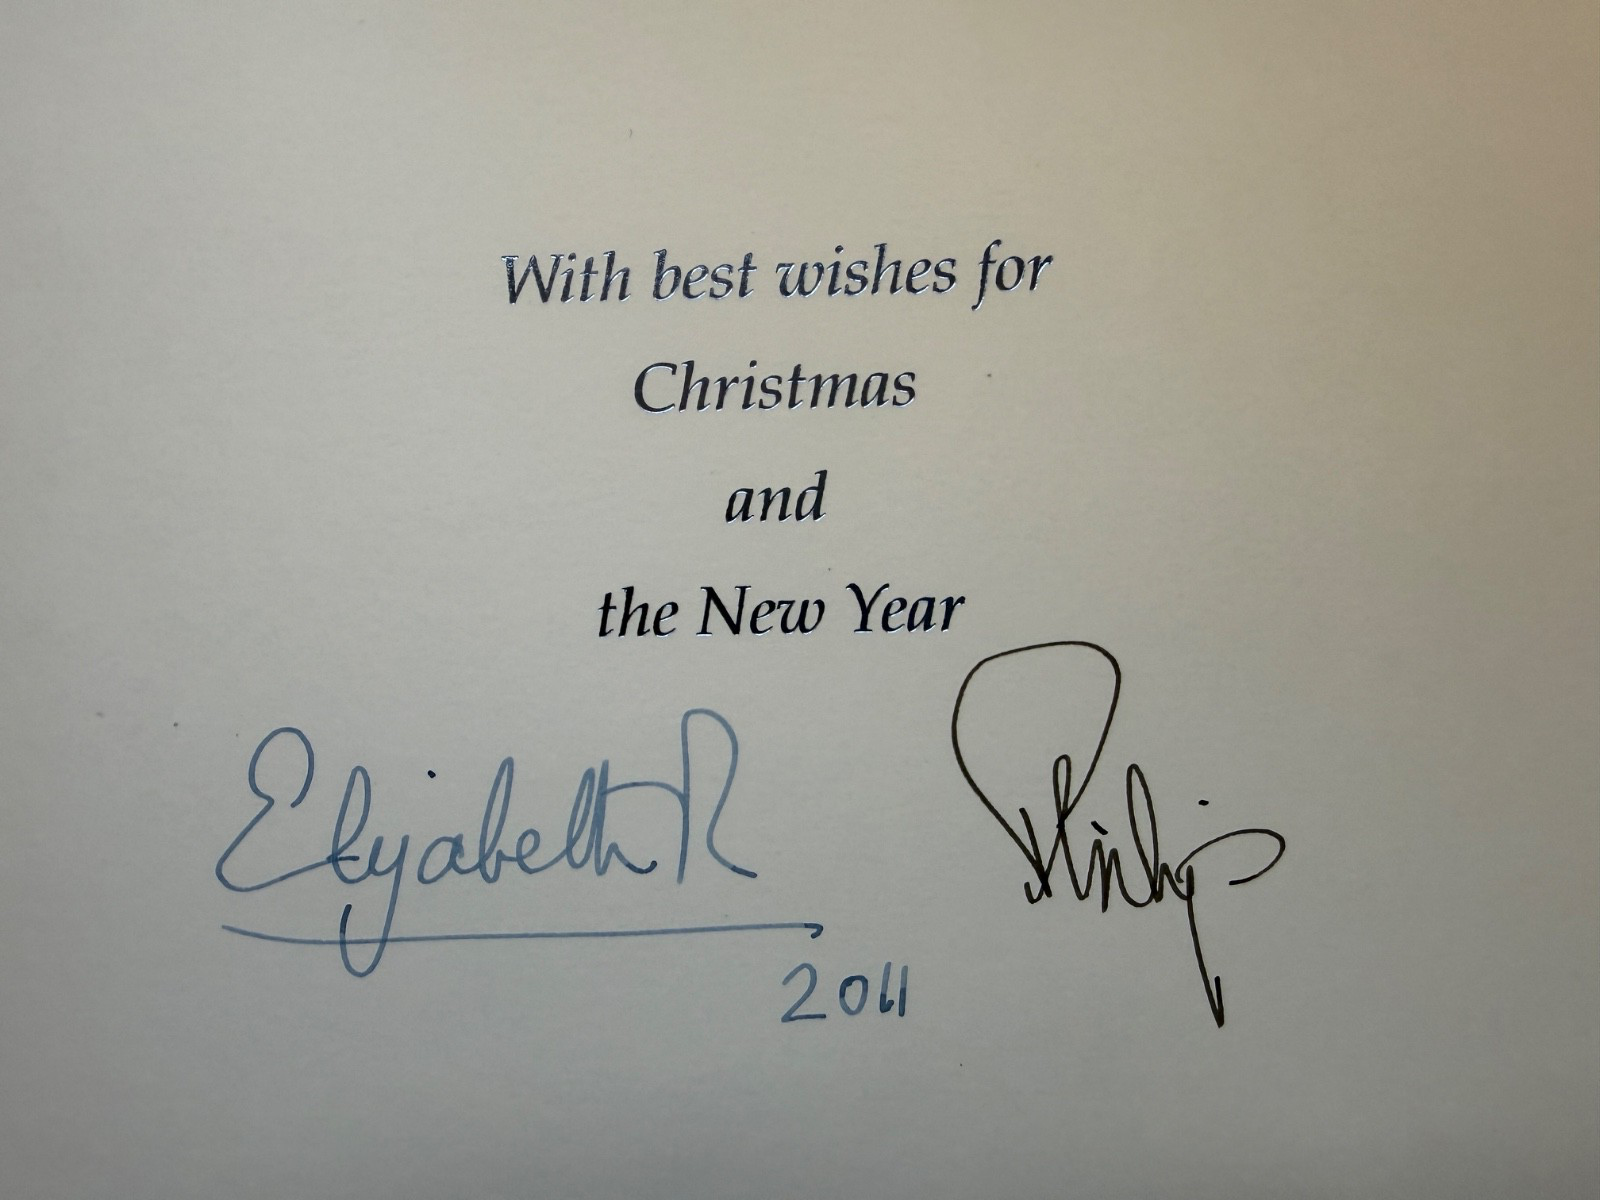 With best wishes for
Christmas
and
the New Year
Elizabeth R
Philip
2011